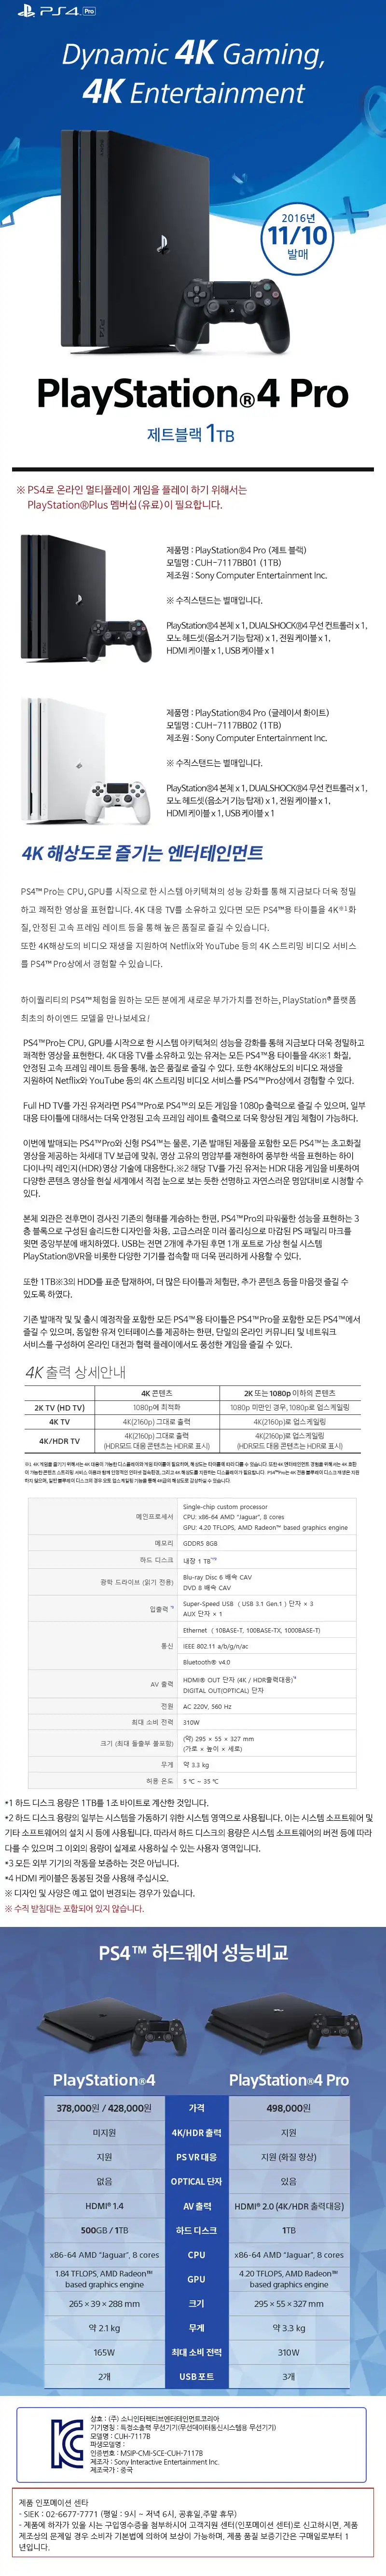 PS4 Pro
Dynamic 4K Gaming,
4K Entertainment
2016년
11/10
발매
PlayStation®4 Pro
제트블랙 1TB
※ PS4로 온라인 멀티플레이 게임을 플레이 하기 위해서는
PlayStation®Plus 멤버십(유료)이 필요합니다.
제품명 : PlayStation®4 Pro (제트 블랙)
모델명 : CUH-7117BB01 (1TB)
제조원 : Sony Computer Entertainment Inc.
※ 수직스탠드는 별매입니다.
PlayStation®4 본체 x 1, DUALSHOCK®4 무선 컨트롤러 x 1,
모노 헤드셋(음소거 기능 탑재) x 1, 전원 케이블 x 1,
HDMI 케이블 x 1, USB 케이블 x 1
제품명 : PlayStation®4 Pro (글레이셔 화이트)
모델명 : CUH-7117BB02 (1TB)
제조원 : Sony Computer Entertainment Inc.
※ 수직스탠드는 별매입니다.
PlayStation®4 본체 x 1, DUALSHOCK®4 무선 컨트롤러 x 1,
모노 헤드셋(음소거 기능 탑재) x 1, 전원 케이블 x 1,
HDMI 케이블 x 1, USB 케이블 x 1
4K 해상도로 즐기는 엔터테인먼트
PS4™ Pro는 CPU, GPU를 시작으로 한 시스템 아키텍쳐의 성능 강화를 통해 지금보다 더욱 정밀
하고 쾌적한 영상을 표현합니다. 4K 대응 TV를 소유하고 있다면 모든 PS4™용 타이틀을 4K※1화
질, 안정된 고속 프레임 레이트 등을 통해 높은 품질로 즐길 수 있습니다.
또한 4K해상도의 비디오 재생을 지원하여 Netflix와 YouTube 등의 4K 스트리밍 비디오 서비스
를 PS4™ Pro상에서 경험할 수 있습니다.
하이퀄리티의 PS4™ 체험을 원하는 모든 분에게 새로운 부가가치를 전하는, PlayStation® 플랫폼
최초의 하이엔드 모델을 만나보세요!
PS4™Pro는 CPU, GPU를 시작으로 한 시스템 아키텍쳐의 성능을 강화를 통해 지금보다 더욱 정밀하고
쾌적한 영상을 표현한다. 4K 대응 TV를 소유하고 있는 유저는 모든 PS4™용 타이틀을 4K※1 화질,
안정된 고속 프레임 레이트 등을 통해, 높은 품질로 즐길 수 있다. 또한 4K해상도의 비디오 재생을
지원하여 Netflix와 YouTube 등의 4K 스트리밍 비디오 서비스를 PS4™Pro상에서 경험할 수 있다.
Full HD TV를 가진 유저라면 PS4™Pro로 PS4™의 모든 게임을 1080p 출력으로 즐길 수 있으며, 일부
대응 타이틀에 대해서는 더욱 안정된 고속 프레임 레이트 출력으로 더욱 향상된 게임 체험이 가능하다.
이번에 발매되는 PS4™Pro와 신형 PS4™는 물론, 기존 발매된 제품을 포함한 모든 PS4™는 초고화질
영상을 제공하는 차세대 TV 보급에 맞춰, 영상 고유의 명암부를 재현하여 풍부한 색을 표현하는 하이
다이나믹 레인지(HDR)영상 기술에 대응한다.※2 해당 TV를 가진 유저는 HDR 대응 게임을 비롯하여
다양한 콘텐츠 영상을 현실 세계에서 직접 눈으로 보는 듯한 선명하고 자연스러운 명암대비로 시청할 수
있다.
본체 외관은 전후면이 경사진 기존의 형태를 계승하는 한편, PS4™Pro의 파워풀한 성능을 표현하는 3
층 블록으로 구성된 솔리드한 디자인을 차용, 고급스러운 미러 폴리싱으로 마감된 PS 패밀리 마크를
윗면 중앙부분에 배치하였다. USB는 전면 2개에 추가된 후면 1개 포트로 가상 현실 시스템
PlayStation®VR을 비롯한 다양한 기기를 접속할 때 더욱 편리하게 사용할 수 있다.
또한 1TB※3의 HDD를 표준 탑재하여, 더 많은 타이틀과 체험판, 추가 콘텐츠 등을 마음껏 즐길 수
있도록 하였다.
기존 발매작 및 및 출시 예정작을 포함한 모든 PS4™용 타이틀은 PS4™Pro을 포함한 모든 PS4™에서
즐길 수 있으며, 동일한 유저 인터페이스를 제공하는 한편, 단일의 온라인 커뮤니티 및 네트워크
서비스를 구성하여 온라인 대전과 협력 플레이에서도 풍성한 게임을 즐길 수 있다.
4K 출력 상세안내
4K 콘텐츠 2K 또는 1080p 이하의 콘텐츠
2K TV (HD TV) 1080p에 최적화 1080p 미만인 경우, 1080p로 업스케일링
4K TV 4K(2160p) 그대로 출력 4K(2160p)로 업스케일링
4K/HDR TV 4K(2160p) 그대로 출력 4K(2160p)로 업스케일링
(HDR모드 대응 콘텐츠는 HDR로 표시) (HDR모드 대응 콘텐츠는 HDR로 표시)
메인프로세서 Single-chip custom processor
CPU: x86-64 AMD "Jaguar", 8 cores
GPU: 4.20 TFLOPS, AMD Radeon™ based graphics engine
메모리 GDDR5 8GB
하드 디스크 내장 1 TB
광학 드라이브 (읽기 전용) Blu-ray Disc 6 배속 CAV
DVD 8 배속 CAV
입출력 Super-Speed USB ( USB 3.1 Gen.1 ) 단자 × 3
AUX 단자 × 1
통신 Ethernet ( 10BASE-T, 100BASE-TX, 1000BASE-T)
IEEE 802.11 a/b/g/n/ac
Bluetooth® v4.0
AV 출력 HDMI® OUT 단자 (4K / HDR출력대응)
DIGITAL OUT(OPTICAL) 단자
전원 AC 220V, 560 Hz
최대 소비 전력 310W
크기 (최대 돌출부 불포함) (약) 295 × 55 × 327 mm
(가로 × 높이 × 세로)
무게 약 3.3 kg
허용 온도 5 ℃ ~ 35 ℃
*1 하드 디스크 용량은 1TB를 1조 바이트로 계산한 것입니다.
*2 하드 디스크 용량의 일부는 시스템을 가동하기 위한 시스템 영역으로 사용됩니다. 이는 시스템 소프트웨어 및
기타 소프트웨어의 설치 시 등에 사용됩니다. 따라서 하드 디스크의 용량은 시스템 소프트웨어의 버전 등에 따라
다를 수 있으며 그 이외의 용량이 실제로 사용하실 수 있는 사용자 영역입니다.
*3 모든 외부 기기의 작동을 보증하는 것은 아닙니다.
*4 HDMI 케이블은 동봉된 것을 사용해 주십시오.
※ 디자인 및 사양은 예고 없이 변경되는 경우가 있습니다.
※ 수직 받침대는 포함되어 있지 않습니다.
PS4™ 하드웨어 성능비교
PlayStation®4 PlayStation®4 Pro
378,000원 / 428,000원 가격 498,000원
미지원 4K/HDR 출력 지원
지원 PS VR 대응 지원 (화질 향상)
없음 OPTICAL 단자 있음
HDMI® 1.4 AV 출력 HDMI® 2.0 (4K/HDR 출력대응)
500GB / 1TB 하드 디스크 1TB
x86-64 AMD "Jaguar", 8 cores CPU x86-64 AMD "Jaguar", 8 cores
1.84 TFLOPS, AMD Radeon™ GPU 4.20 TFLOPS, AMD Radeon™
based graphics engine based graphics engine
265 × 39 × 288 mm 크기 295 × 55 × 327 mm
약 2.1 kg 무게 약 3.3 kg
165W 최대 소비 전력 310W
2개 USB 포트 3개
상호 : (주) 소니인터랙티브엔터테인먼트코리아
기기명칭 : 특정소출력 무선기기(무선데이터통신시스템용 무선기기)
모델명 : CUH-7117B
파생모델명 :
인증번호 : MSIP-CMI-SCE-CUH-7117B
제조자 : Sony Interactive Entertainment Inc.
제조국가 : 중국
제품 인포메이션 센타
- SIEK : 02-6677-7771 (평일 : 9시 ~ 저녁 6시, 공휴일,주말 휴무)
- 제품에 하자가 있을 시는 구입영수증을 첨부하시어 고객지원 센터(인포메이션 센터)로 신고하시면, 제품
제조상의 문제일 경우 소비자 기본법에 의하여 보상이 가능하며, 제품 품질 보증기간은 구매일로부터 1
년입니다.